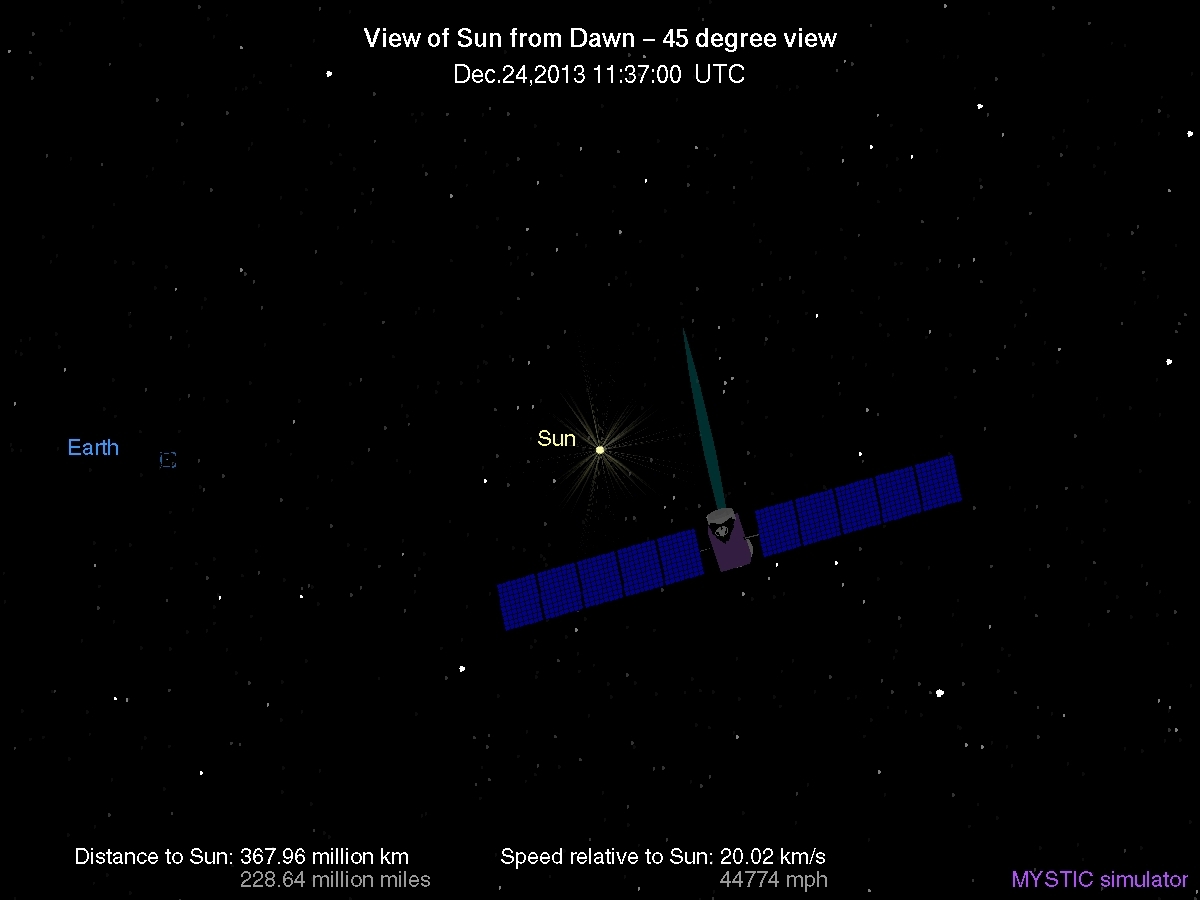 View of Sun from Dawn – 45 degree view
Dec.24,2013 11:37:00 UTC
Sun
Earth
Distance to Sun: 367.96 million km
228.64 million miles
Speed relative to Sun: 20.02 km/s
44774 mph
MYSTIC simulator